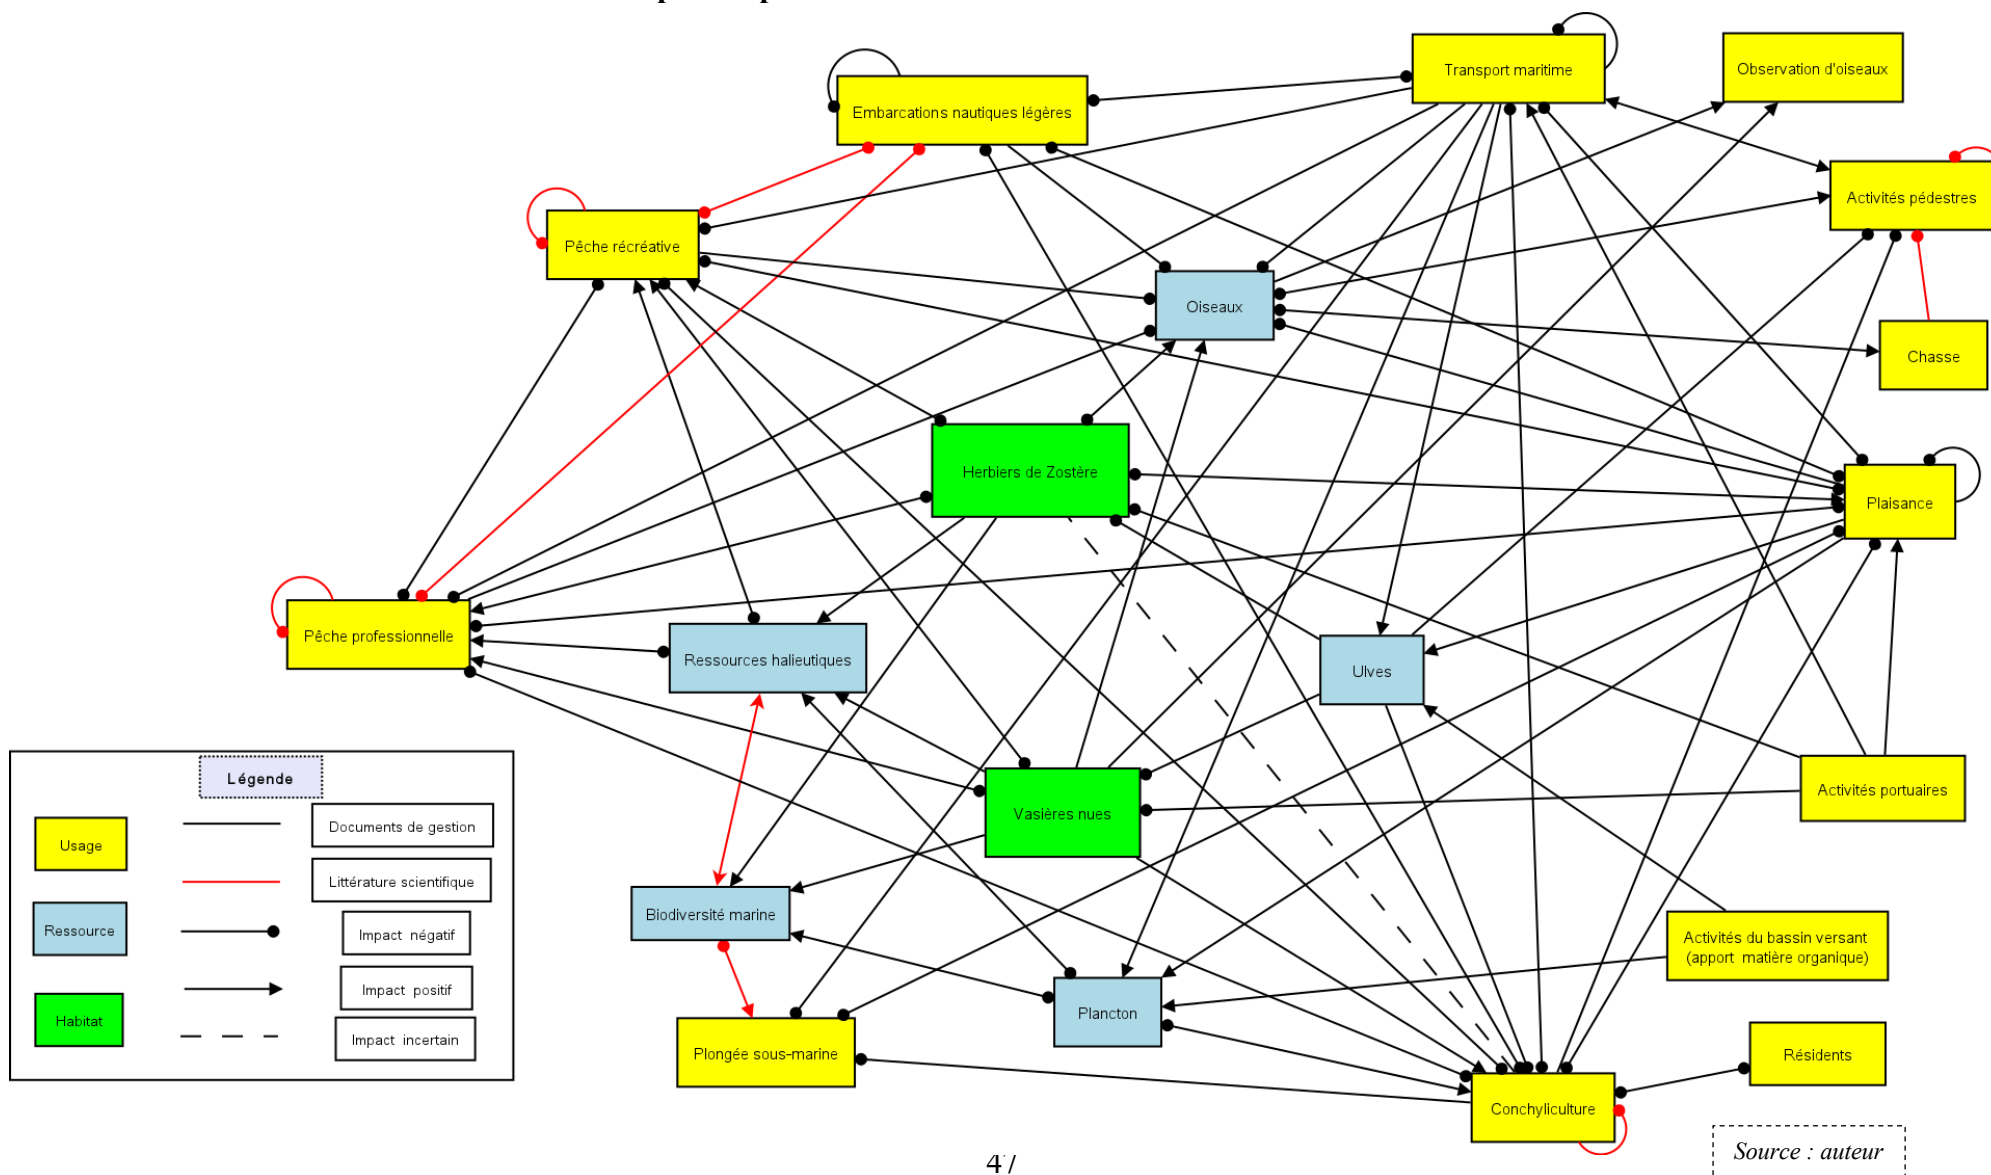 Transport maritime
Observation d'oiseaux
Embarcations nautiques légères
Activités pédestres
Pêche récréative
Oiseaux
Chasse
Herbiers de Zostère
Plaisance
Pêche professionnelle
Ressources halieutiques
Ulves
Légende
Usage
Documents de gestion
Littérature scientifique
Ressource
Impact négatif
Impact positif
Habitat
Impact incertain
Vasières nues
Activités portuaires
Biodiversité marine
Activités du bassin versant
(apport matière organique)
Plancton
Plongée sous-marine
Résidents
Conchyliculture
Source : auteur